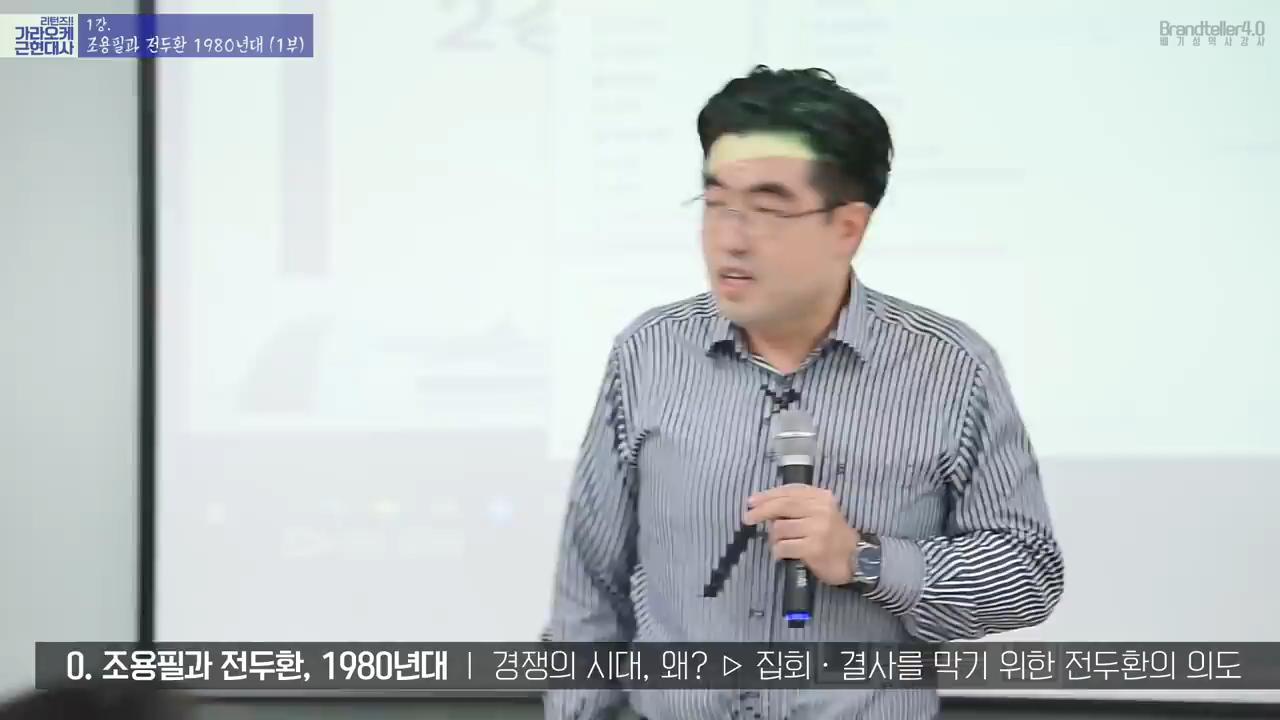 리턴즈!!
가라오케
근현대사
1강.
조용필과 전두환 1980년대 (1부)
Brandteller4.0
배기성역사강사
0. 조용필과 전두환, 1980년대 | 경쟁의 시대, 왜? ▷ 집회 · 결사를 막기 위한 전두환의 의도